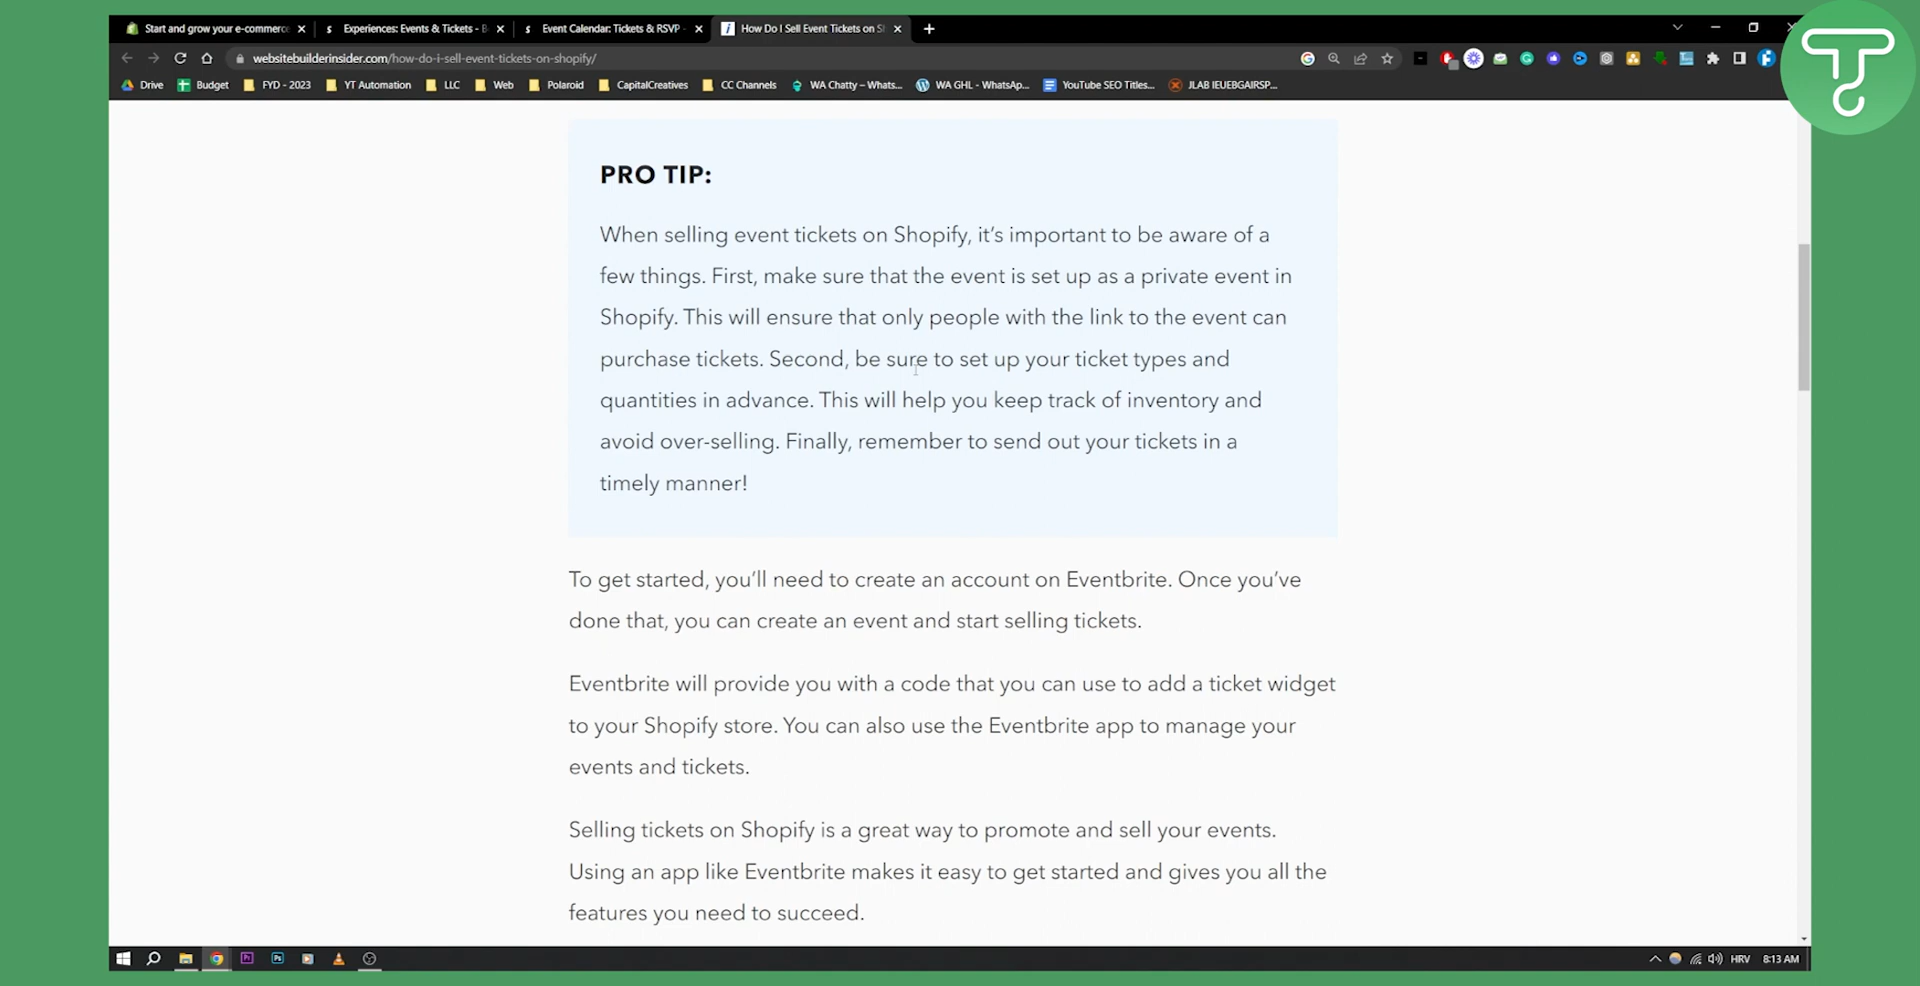 Start and grow your e-commerce
Experiences: Events & Tickets - B
Event Calendar: Tickets & RSVP -
How Do I Sell Event Tickets on S
websitebuilderinsider.com/how-do-i-sell-event-tickets-on-shopify/
Drive
Budget
FYD - 2023
YT Automation
LLC
Web
Polaroid
CapitalCreatives
CC Channels
WA Chatty – Whats...
WA GHL - WhatsAp...
YouTube SEO Titles...
JLAB IEUEBGAIRSP...
PRO TIP:
When selling event tickets on Shopify, it’s important to be aware of a
few things. First, make sure that the event is set up as a private event in
Shopify. This will ensure that only people with the link to the event can
purchase tickets. Second, be sure to set up your ticket types and
quantities in advance. This will help you keep track of inventory and
avoid over-selling. Finally, remember to send out your tickets in a
timely manner!
To get started, you’ll need to create an account on Eventbrite. Once you’ve
done that, you can create an event and start selling tickets.
Eventbrite will provide you with a code that you can use to add a ticket widget
to your Shopify store. You can also use the Eventbrite app to manage your
events and tickets.
Selling tickets on Shopify is a great way to promote and sell your events.
Using an app like Eventbrite makes it easy to get started and gives you all the
features you need to succeed.
Pr
Ps
HRV
8:13 AM